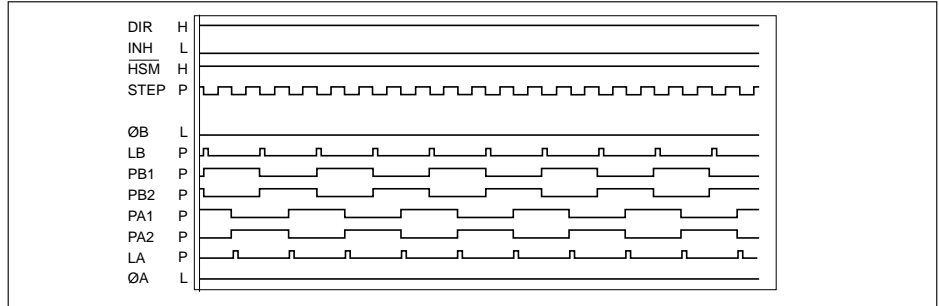 DIR H
INH L
HSM H
STEP P
ØB L
LB P
PB1 P
PB2 P
PA1 P
PA2 P
LA P
ØA L